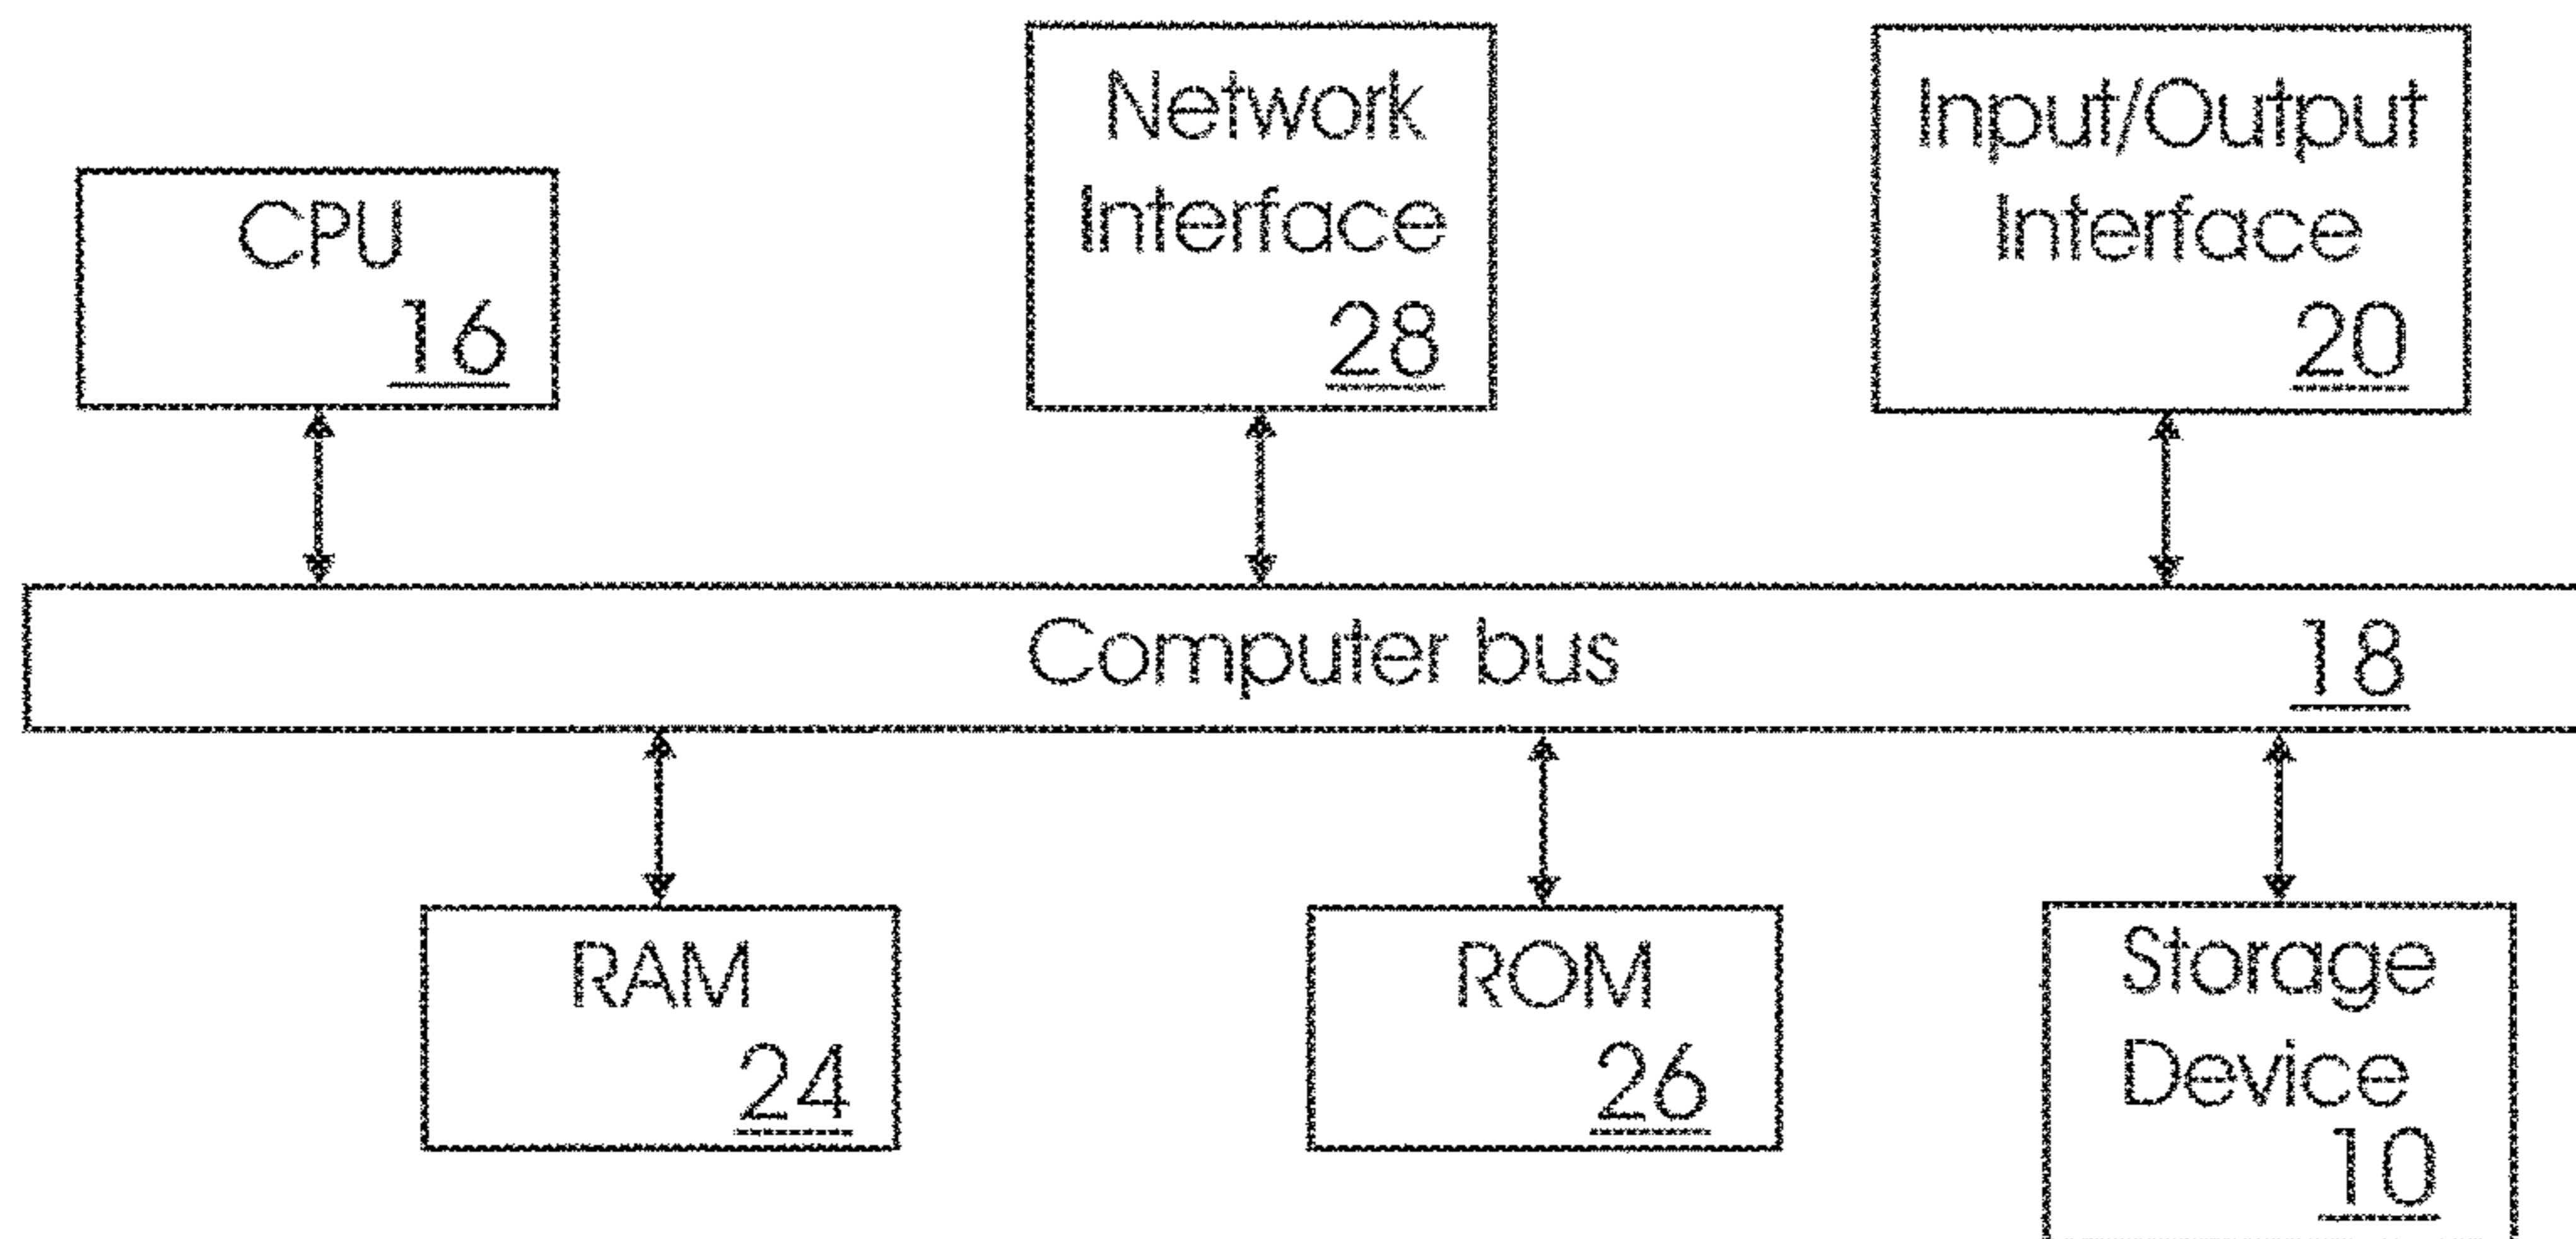 CPU
16
Network
Interface
28
Input/Output
Interface
20
Computer bus
18
RAM
24
ROM
26
Storage
Device
10